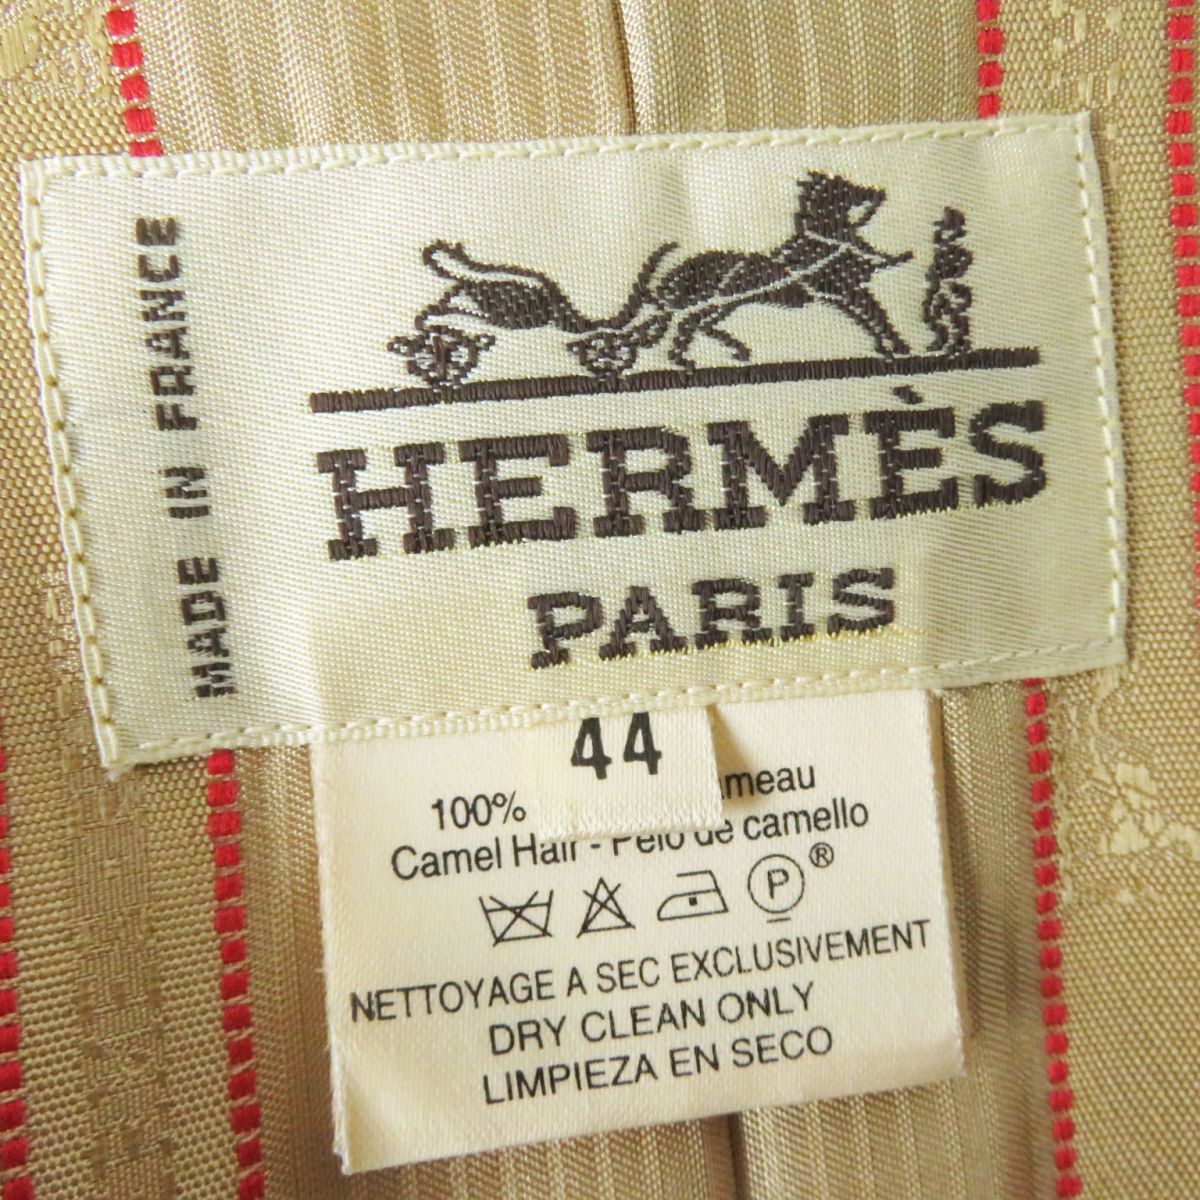 MADE IN FRANCE
HERMÈS
PARIS
44
100%
Camel Hair - Pelo de camello
P ®
NETTOYAGE A SEC EXCLUSIVEMENT
DRY CLEAN ONLY
LIMPIEZA EN SECO